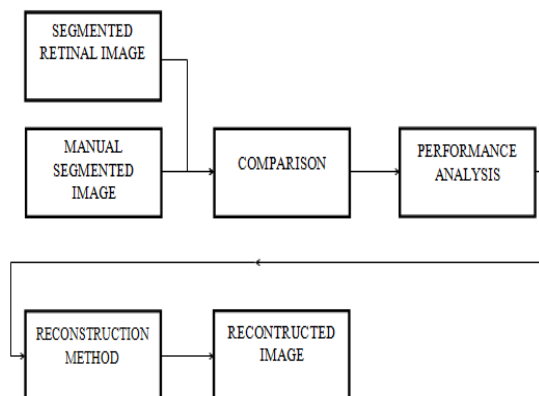 SEGMENTED
RETINAL IMAGE
MANUAL
SEGMENTED
IMAGE
COMPARISON
PERFORMANCE
ANALYSIS
RECONSTRUCTION
METHOD
RECONTRUCTED
IMAGE